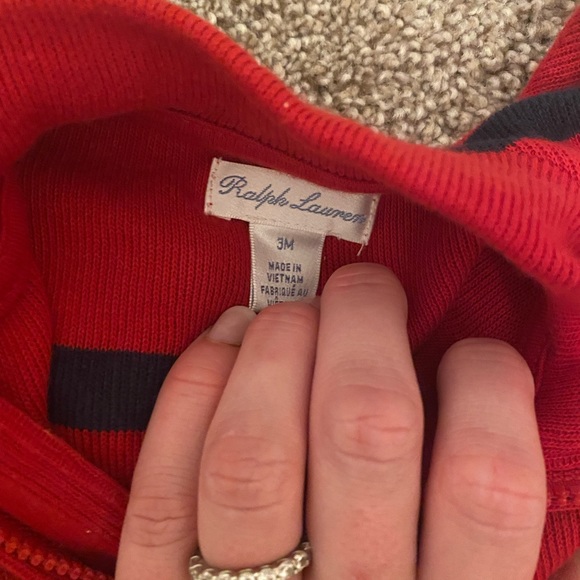 Ralph Lauren
3M
MADE IN
VIETNAM
FABRIQUÉ AU